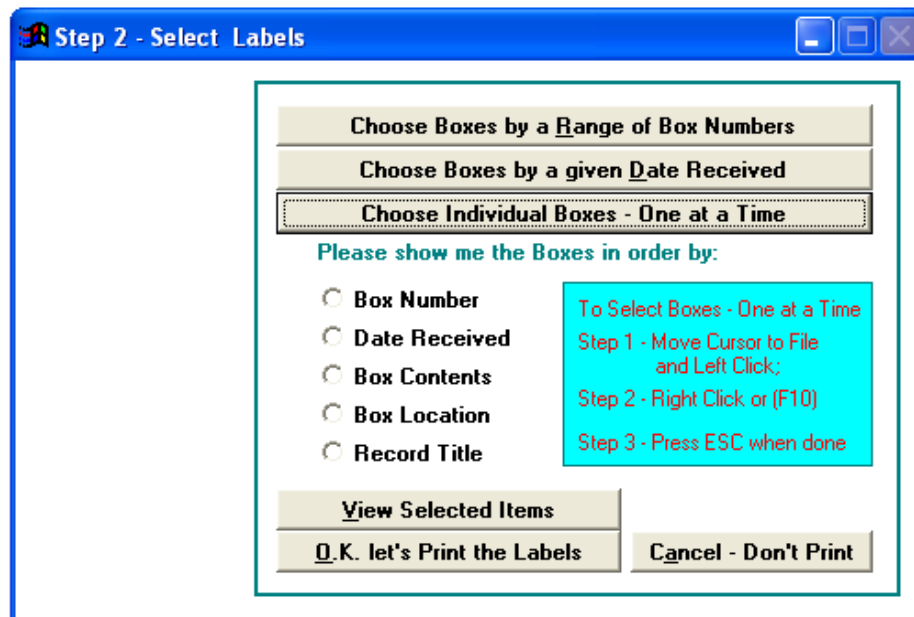 Step 2 - Select Labels
Choose Boxes by a Range of Box Numbers
Choose Boxes by a given Date Received
Choose Individual Boxes - One at a Time
Please show me the Boxes in order by:
Box Number
Date Received
Box Contents
Box Location
Record Title
To Select Boxes - One at a Time
Step 1 - Move Cursor to File
and Left Click;
Step 2 - Right Click or (F10)
Step 3 - Press ESC when done
View Selected Items
O.K. let's Print the Labels
Cancel - Don't Print